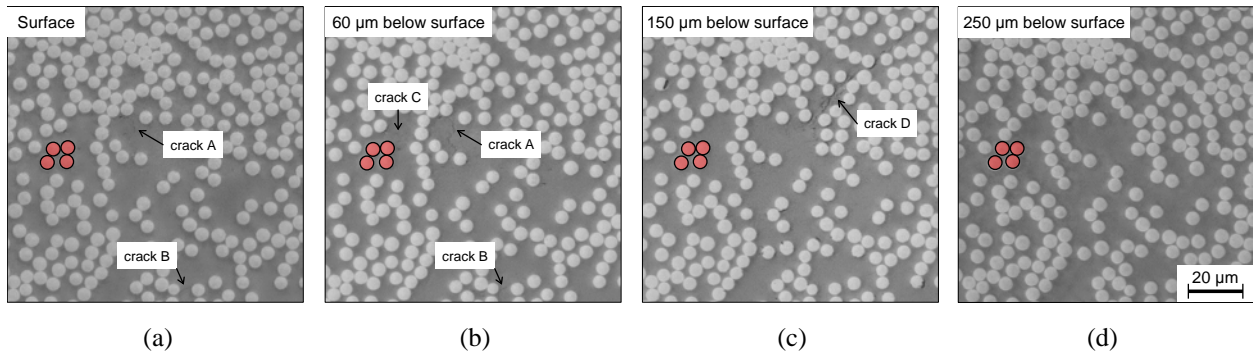 Surface
crack A
crack B
(a)
60 µm below surface
crack C
crack A
crack B
(b)
150 µm below surface
crack D
(c)
250 µm below surface
20 µm
(d)